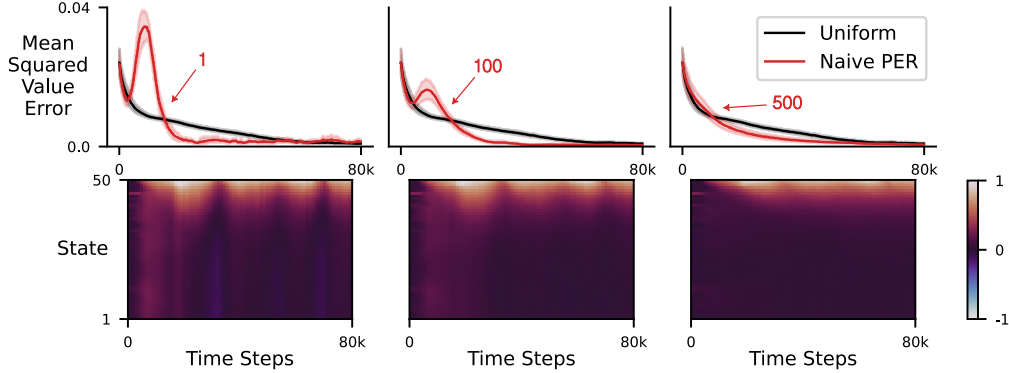 0.04
Mean
Squared
Value
Error
0.0
1
100
500
Uniform
Naive PER
0 80k
0 80k
0 80k
50
State
1
0 80k
0 80k
0 80k
Time Steps
Time Steps
Time Steps
1
0
-1